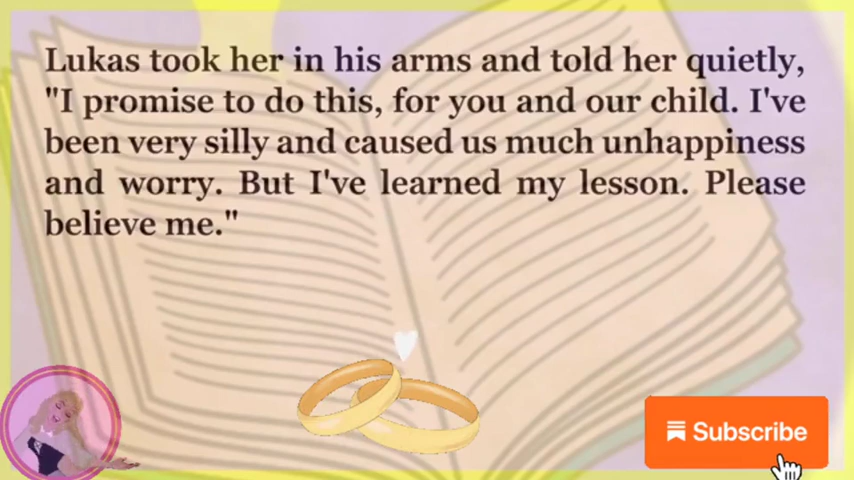 Lukas took her in his arms and told her quietly,
"I promise to do this, for you and our child. I've
been very silly and caused us much unhappiness
and worry. But I've learned my lesson. Please
believe me."
Subscribe